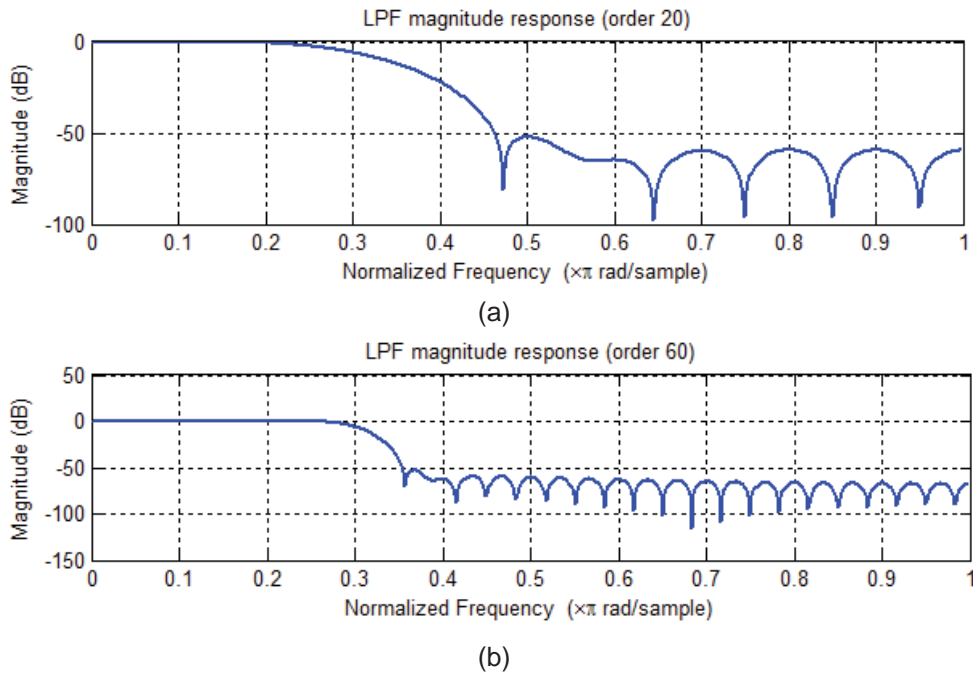 LPF magnitude response (order 20)
Magnitude (dB)
0
-50
-100
0 0.1 0.2 0.3 0.4 0.5 0.6 0.7 0.8 0.9 1
Normalized Frequency (×π rad/sample)
(a)
LPF magnitude response (order 60)
Magnitude (dB)
50
0
-50
-100
-150
0 0.1 0.2 0.3 0.4 0.5 0.6 0.7 0.8 0.9 1
Normalized Frequency (×π rad/sample)
(b)